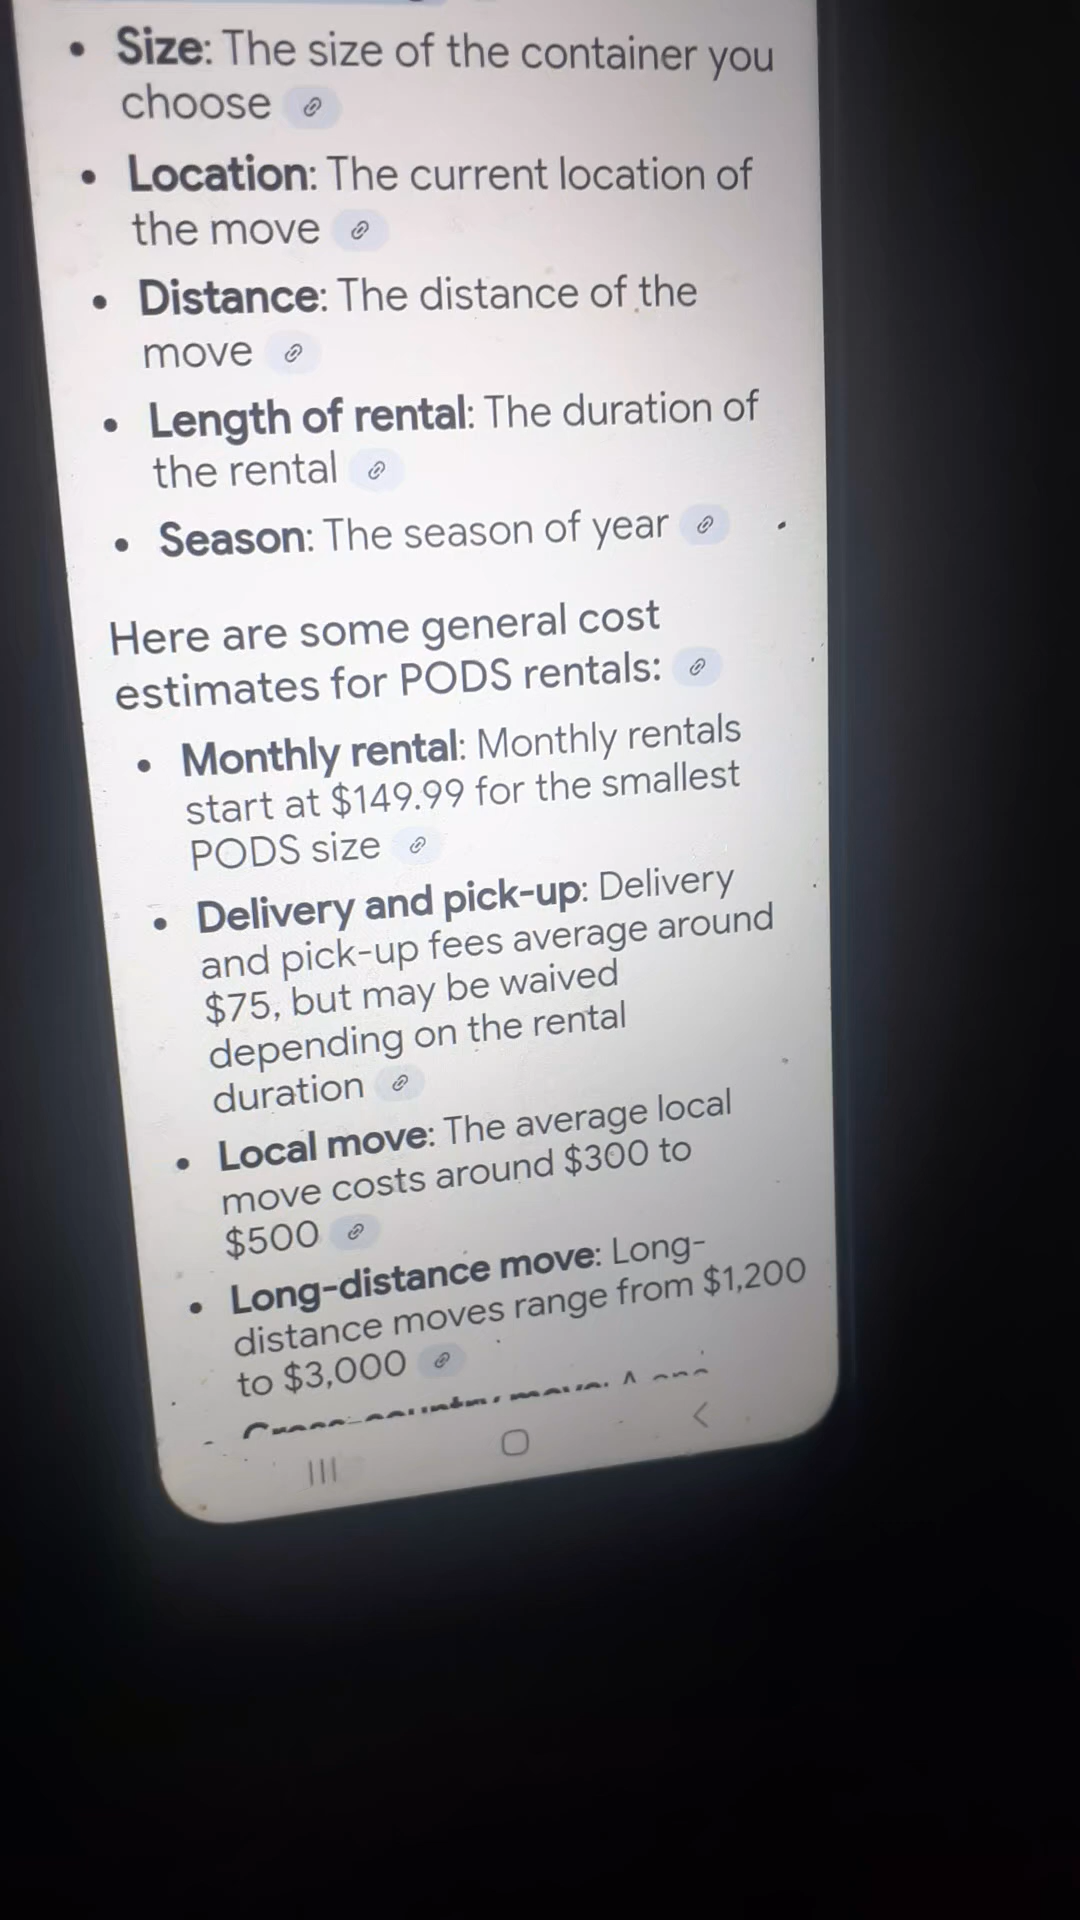 • Size: The size of the container you
choose
• Location: The current location of
the move
• Distance: The distance of the
move
• Length of rental: The duration of
the rental
• Season: The season of year
Here are some general cost
estimates for PODS rentals:
• Monthly rental: Monthly rentals
start at $149.99 for the smallest
PODS size
• Delivery and pick-up: Delivery
and pick-up fees average around
$75, but may be waived
depending on the rental
duration
• Local move: The average local
move costs around $300 to
$500
• Long-distance move: Long-
distance moves range from $1,200
to $3,000